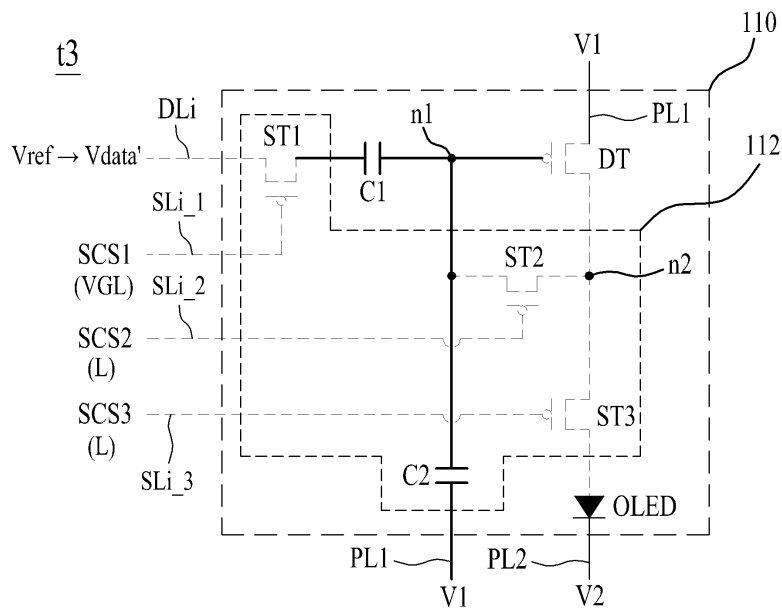 t3
110
V1
DLi
n1
PL1
ST1
Vref → Vdata'
DT
C1
112
SLi_1
SCS1
(VGL)
ST2
n2
SLi_2
SCS2
(L)
SCS3
(L)
ST3
SLi_3
C2
OLED
PL1
PL2
V1
V2